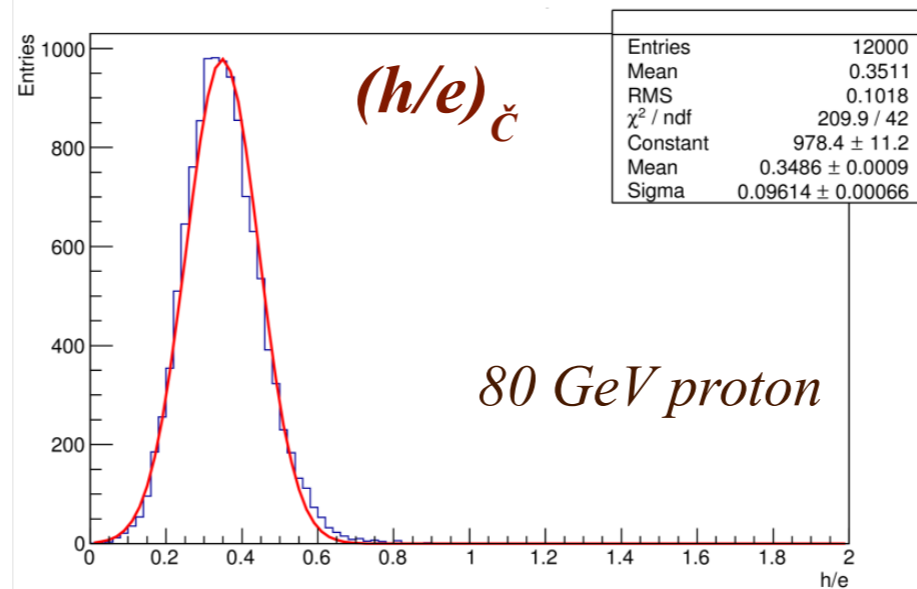 Entries
1000
800
600
400
200
0
(h/e)Č
80 GeV proton
Entries 12000
Mean 0.3511
RMS 0.1018
χ² / ndf 209.9 / 42
Constant 978.4 ± 11.2
Mean 0.3486 ± 0.0009
Sigma 0.09614 ± 0.00066
0 0.2 0.4 0.6 0.8 1 1.2 1.4 1.6 1.8 2
h/e